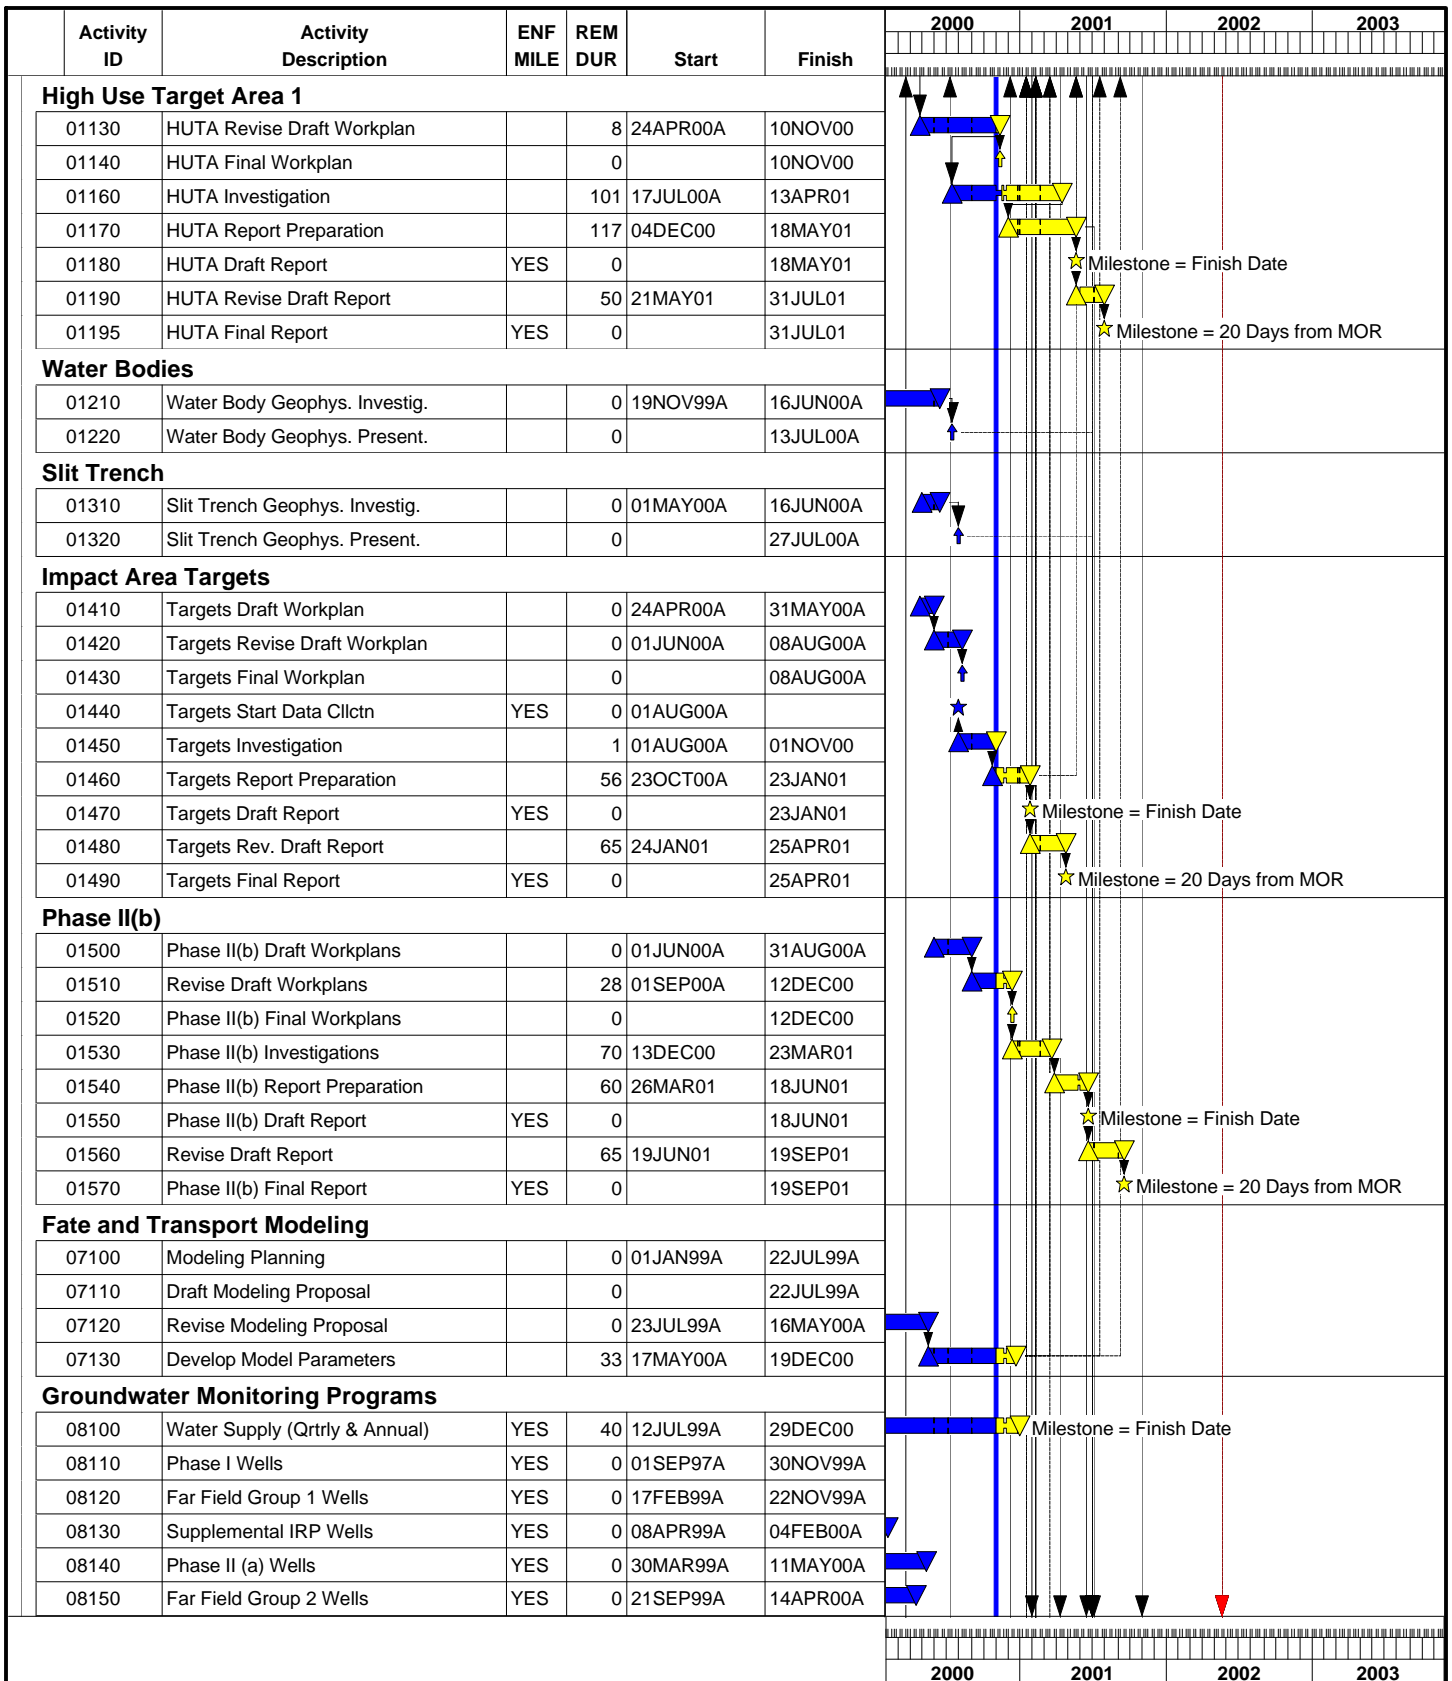 2000 2001 2002 2003
Activity ID Activity Description ENF MILE REM DUR Start Finish
High Use Target Area 1
01130 HUTA Revise Draft Workplan 8 24APR00A 10NOV00
01140 HUTA Final Workplan 0 10NOV00
01160 HUTA Investigation 101 17JUL00A 13APR01
01170 HUTA Report Preparation 117 04DEC00 18MAY01
01180 HUTA Draft Report YES 0 18MAY01 Milestone = Finish Date
01190 HUTA Revise Draft Report 50 21MAY01 31JUL01
01195 HUTA Final Report YES 0 31JUL01 Milestone = 20 Days from MOR
Water Bodies
01210 Water Body Geophys. Investig. 0 19NOV99A 16JUN00A
01220 Water Body Geophys. Present. 0 13JUL00A
Slit Trench
01310 Slit Trench Geophys. Investig. 0 01MAY00A 16JUN00A
01320 Slit Trench Geophys. Present. 0 27JUL00A
Impact Area Targets
01410 Targets Draft Workplan 0 24APR00A 31MAY00A
01420 Targets Revise Draft Workplan 0 01JUN00A 08AUG00A
01430 Targets Final Workplan 0 08AUG00A
01440 Targets Start Data Cllctn YES 0 01AUG00A
01450 Targets Investigation 1 01AUG00A 01NOV00
01460 Targets Report Preparation 56 23OCT00A 23JAN01
01470 Targets Draft Report YES 0 23JAN01 Milestone = Finish Date
01480 Targets Rev. Draft Report 65 24JAN01 25APR01
01490 Targets Final Report YES 0 25APR01 Milestone = 20 Days from MOR
Phase II(b)
01500 Phase II(b) Draft Workplans 0 01JUN00A 31AUG00A
01510 Revise Draft Workplans 28 01SEP00A 12DEC00
01520 Phase II(b) Final Workplans 0 12DEC00
01530 Phase II(b) Investigations 70 13DEC00 23MAR01
01540 Phase II(b) Report Preparation 60 26MAR01 18JUN01
01550 Phase II(b) Draft Report YES 0 18JUN01 Milestone = Finish Date
01560 Revise Draft Report 65 19JUN01 19SEP01
01570 Phase II(b) Final Report YES 0 19SEP01 Milestone = 20 Days from MOR
Fate and Transport Modeling
07100 Modeling Planning 0 01JAN99A 22JUL99A
07110 Draft Modeling Proposal 0 22JUL99A
07120 Revise Modeling Proposal 0 23JUL99A 16MAY00A
07130 Develop Model Parameters 33 17MAY00A 19DEC00
Groundwater Monitoring Programs
08100 Water Supply (Qrtrly & Annual) YES 40 12JUL99A 29DEC00 Milestone = Finish Date
08110 Phase I Wells YES 0 01SEP97A 30NOV99A
08120 Far Field Group 1 Wells YES 0 17FEB99A 22NOV99A
08130 Supplemental IRP Wells YES 0 08APR99A 04FEB00A
08140 Phase II (a) Wells YES 0 30MAR99A 11MAY00A
08150 Far Field Group 2 Wells YES 0 21SEP99A 14APR00A
2000 2001 2002 2003